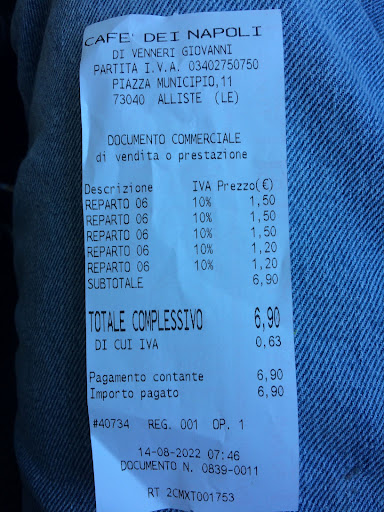 CAFE' DEI NAPOLI
DI VENNERI GIOVANNI
PARTITA I.V.A. 03402750750
PIAZZA MUNICIPIO,11
73040 ALLISTE (LE)
DOCUMENTO COMMERCIALE
di vendita o prestazione
Descrizione IVA Prezzo(€)
REPARTO 06 10% 1,50
REPARTO 06 10% 1,50
REPARTO 06 10% 1,50
REPARTO 06 10% 1,20
REPARTO 06 10% 1,20
SUBTOTALE 6,90
TOTALE COMPLESSIVO 6,90
DI CUI IVA 0,63
Pagamento contante 6,90
Importo pagato 6,90
#40734 REG. 001 OP. 1
14-08-2022 07:46
DOCUMENTO N. 0839-0011
RT 2CMXT001753